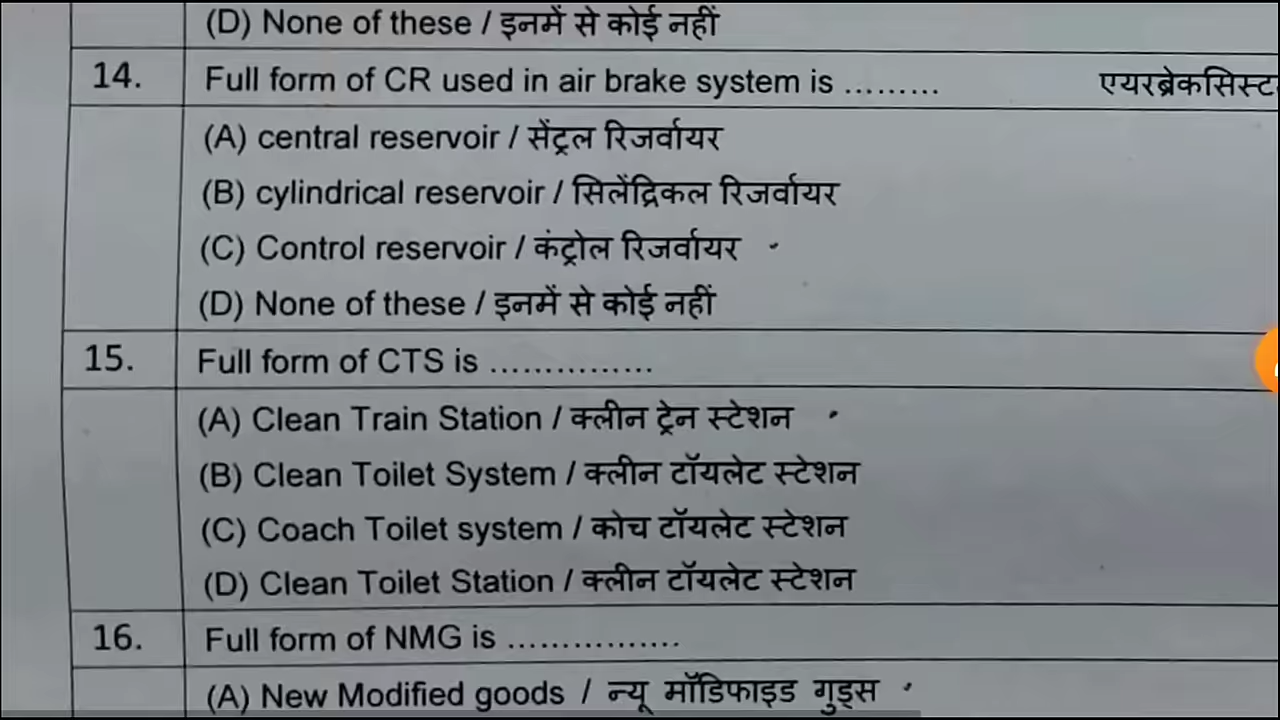 (D) None of these / इनमें से कोई नहीं
14. Full form of CR used in air brake system is ......... एयरब्रेकसिस्ट
(A) central reservoir / सेंट्रल रिजर्वायर
(B) cylindrical reservoir / सिलेंद्रिकल रिजर्वायर
(C) Control reservoir / कंट्रोल रिजर्वायर
(D) None of these / इनमें से कोई नहीं
15. Full form of CTS is ...............
(A) Clean Train Station / क्लीन ट्रेन स्टेशन
(B) Clean Toilet System / क्लीन टॉयलेट स्टेशन
(C) Coach Toilet system / कोच टॉयलेट स्टेशन
(D) Clean Toilet Station / क्लीन टॉयलेट स्टेशन
16. Full form of NMG is ................
(A) New Modified goods / न्यू मॉडिफाइड गुड्स